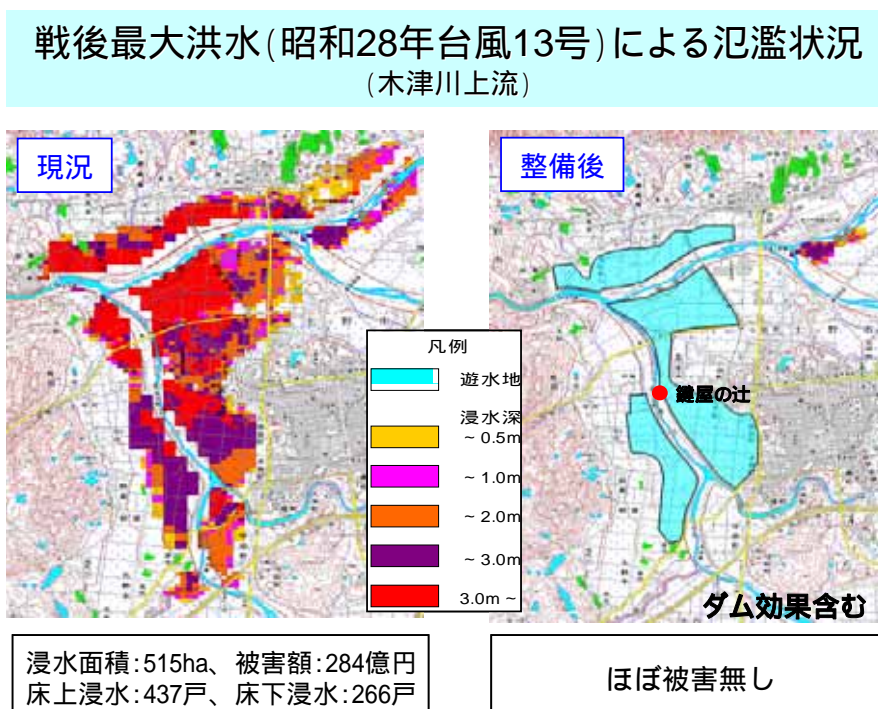 戦後最大洪水(昭和28年台風13号)による氾濫状況
(木津川上流)
現況
整備後
凡例
遊水地
浸水深
~ 0.5m
~ 1.0m
~ 2.0m
~ 3.0m
3.0m ~
鍵屋の辻
ダム効果含む
浸水面積:515ha、被害額:284億円
床上浸水:437戸、床下浸水:266戸
ほぼ被害無し